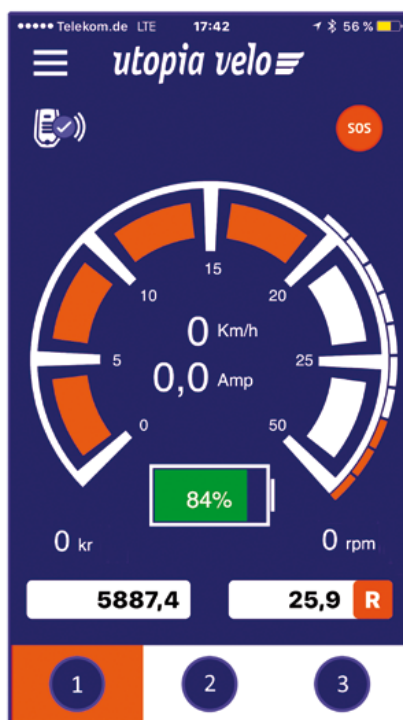 Telekom.de LTE 17:42 56 %
utopia velo
SOS
15
10 20
0 Km/h
5 25
0,0 Amp
0 50
84%
0 kr 0 rpm
5887,4 25,9 R
1 2 3